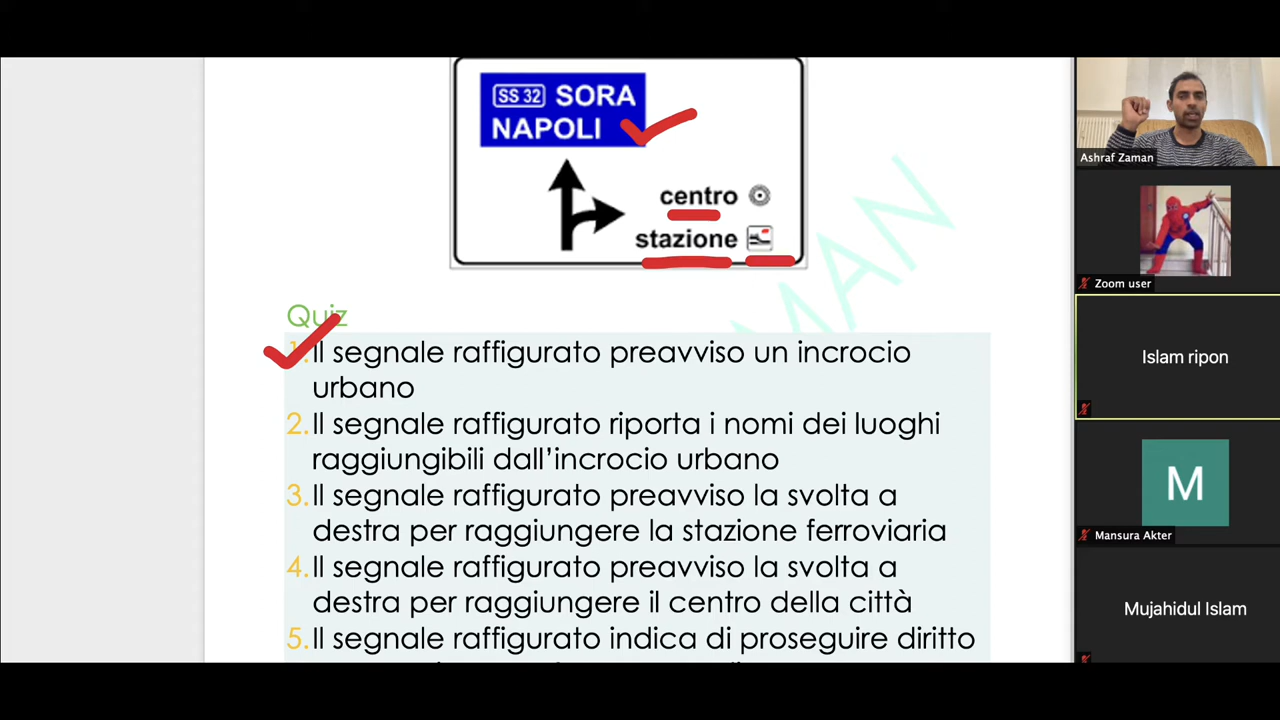 SS 32 SORA
NAPOLI
centro
stazione
MAN
Quiz
1. Il segnale raffigurato preavviso un incrocio
urbano
2. Il segnale raffigurato riporta i nomi dei luoghi
raggiungibili dall’incrocio urbano
3. Il segnale raffigurato preavviso la svolta a
destra per raggiungere la stazione ferroviaria
4. Il segnale raffigurato preavviso la svolta a
destra per raggiungere il centro della città
5. Il segnale raffigurato indica di proseguire diritto
Ashraf Zaman
Zoom user
Islam ripon
M
Mansura Akter
Mujahidul Islam